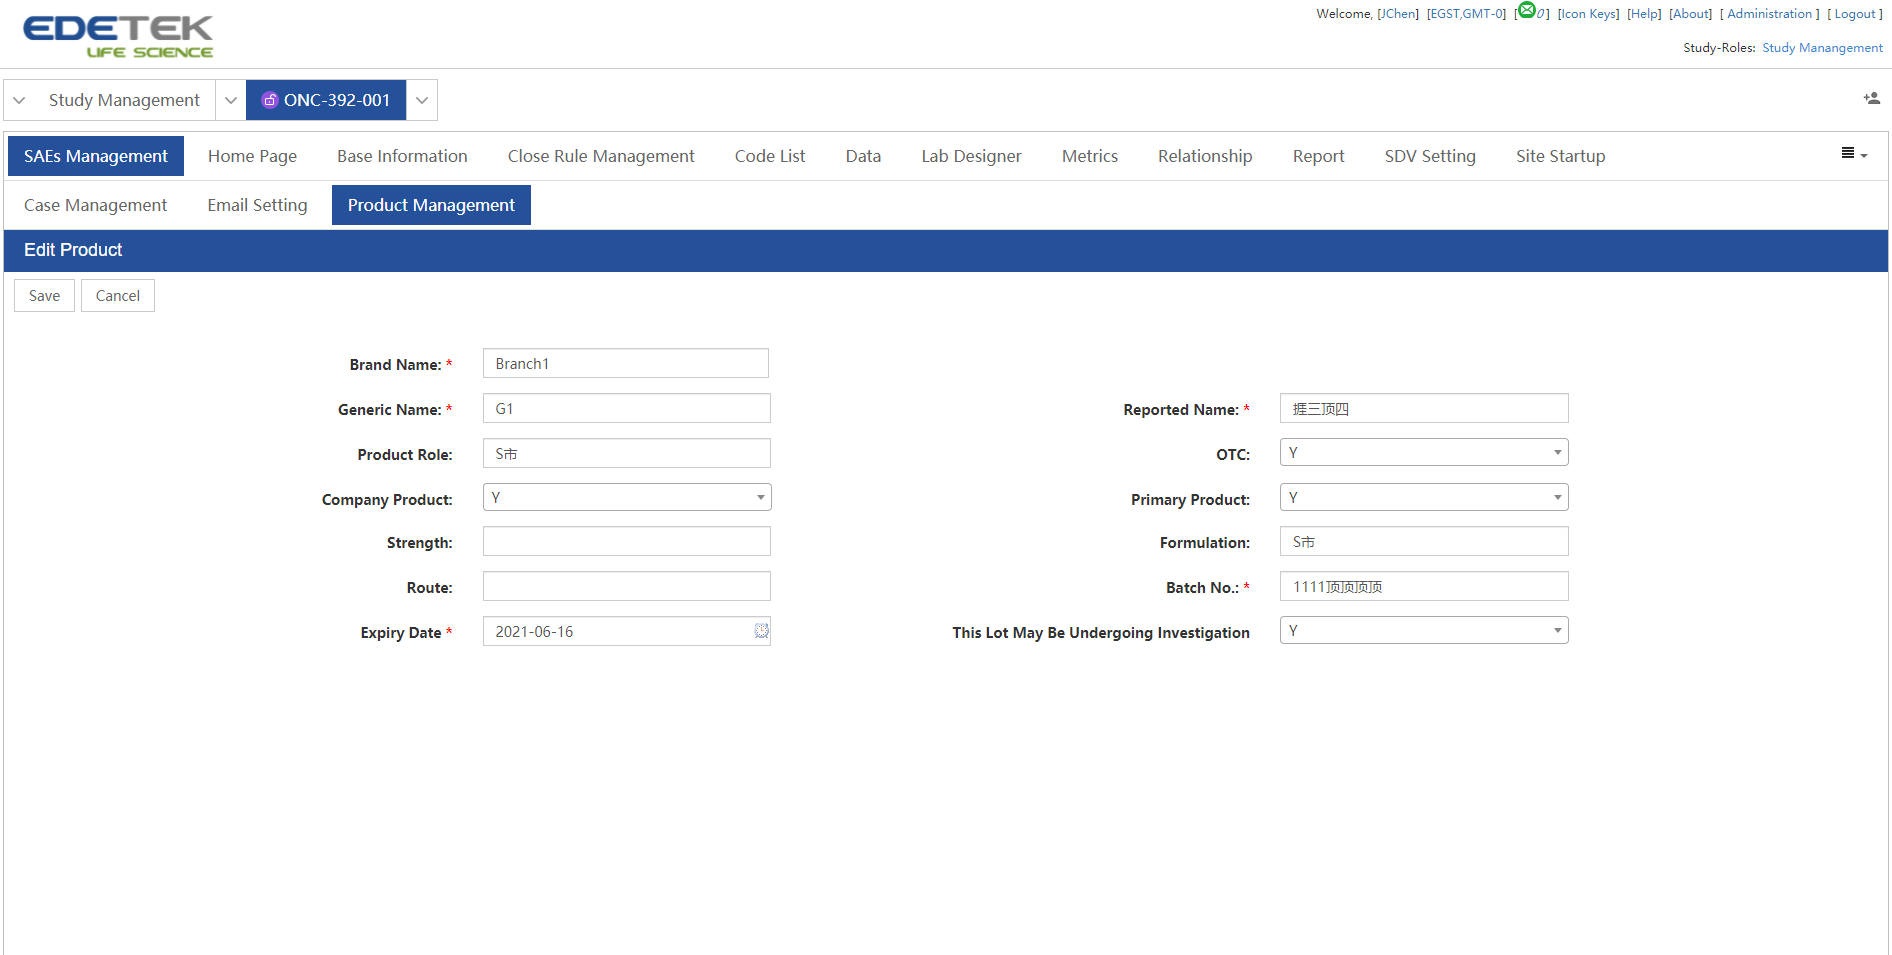 EDETEK
LIFE SCIENCE
Welcome, [JChen] [EGST,GMT-0] [0] [Icon Keys] [Help] [About] [ Administration ] [ Logout ]
Study-Roles: Study Manangement
Study Management ONC-392-001
SAEs Management Home Page Base Information Close Rule Management Code List Data Lab Designer Metrics Relationship Report SDV Setting Site Startup
Case Management Email Setting Product Management
Edit Product
Save Cancel
Brand Name: * Branch1
Generic Name: * G1 Reported Name: * 捱三顶四
Product Role: S市 OTC: Y
Company Product: Y Primary Product: Y
Strength: Formulation: S市
Route: Batch No.: * 1111顶顶顶顶
Expiry Date * 2021-06-16 This Lot May Be Undergoing Investigation Y